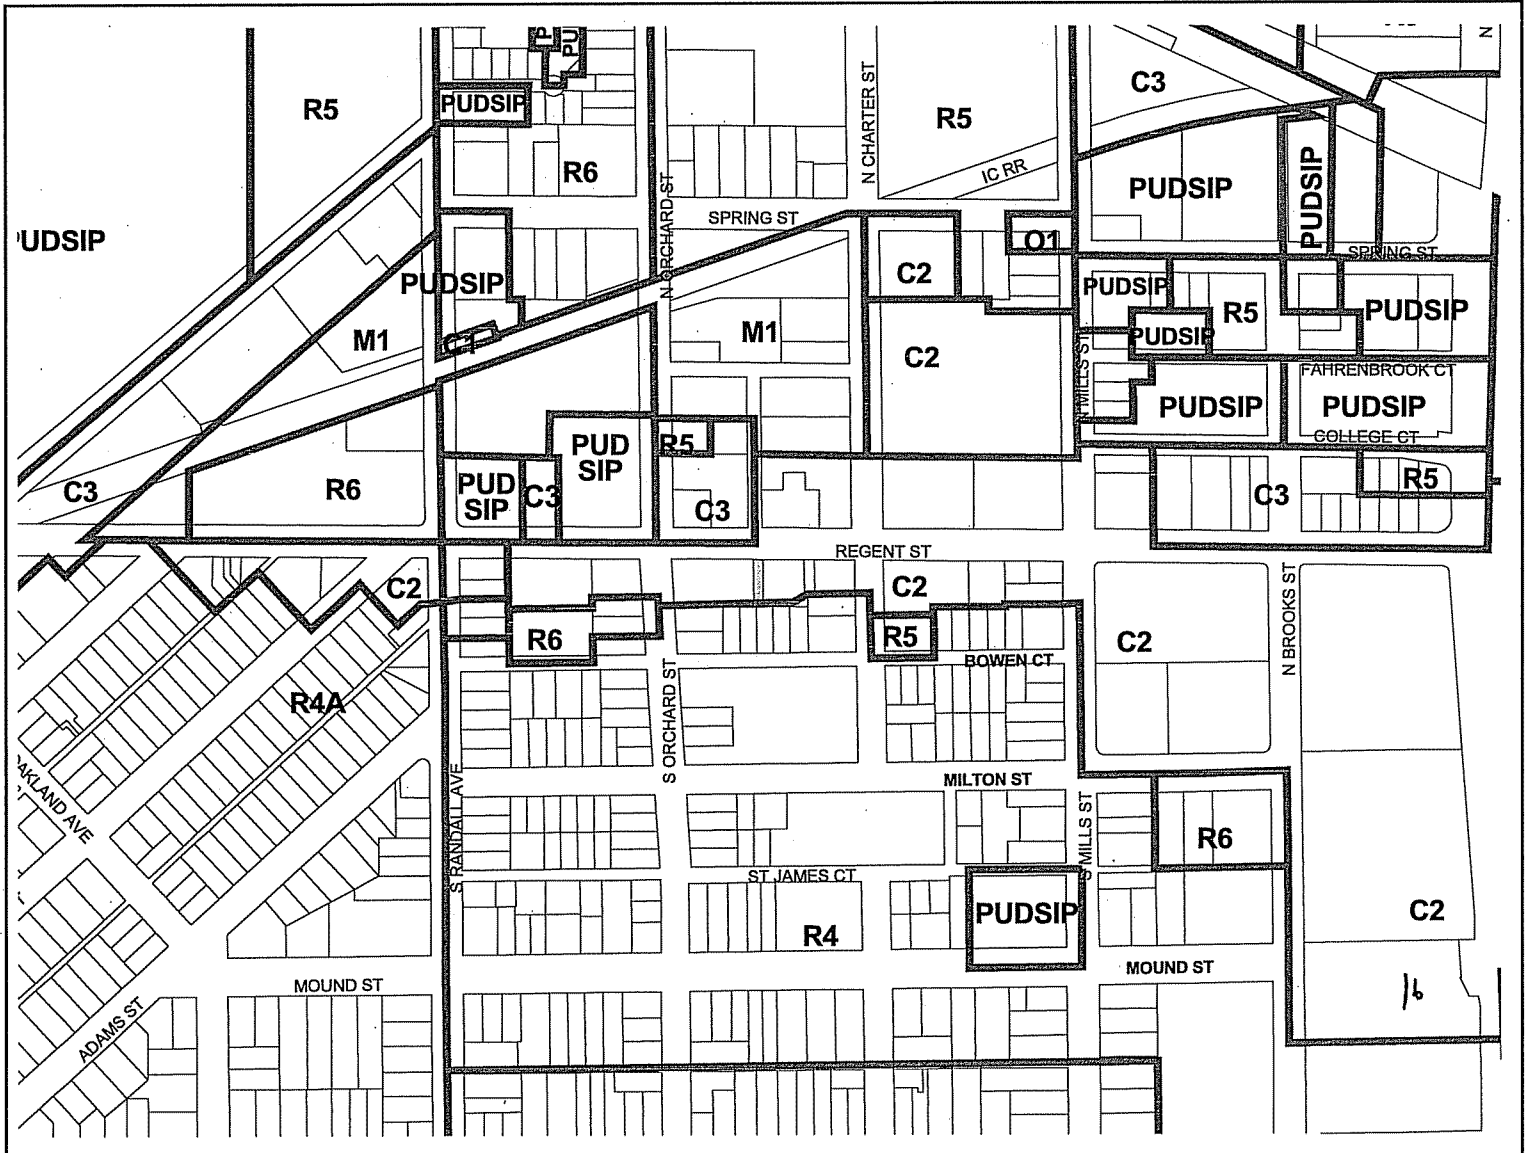 P
PU
N
R5
PUDSIP
N CHARTER ST
R5
C3
R6
IC RR
PUDSIP
PUDSIP
N ORCHARD ST
SPRING ST
PUDSIP
O1
SPRING ST
PUDSIP
C2
PUDSIP
R5
PUDSIP
M1
C1
M1
C2
PUDSIP
N MILLS ST
FAHRENBROOK CT
PUDSIP
PUDSIP
COLLEGE CT
PUD
SIP
R5
C3
R6
PUD
SIP
C3
C3
C3
R5
REGENT ST
C2
C2
N BROOKS ST
R6
R5
C2
BOWEN CT
R4A
S ORCHARD ST
OAKLAND AVE
S RANDALL AVE
MILTON ST
S MILLS ST
R6
ST JAMES CT
PUDSIP
C2
R4
MOUND ST
MOUND ST
16
ADAMS ST